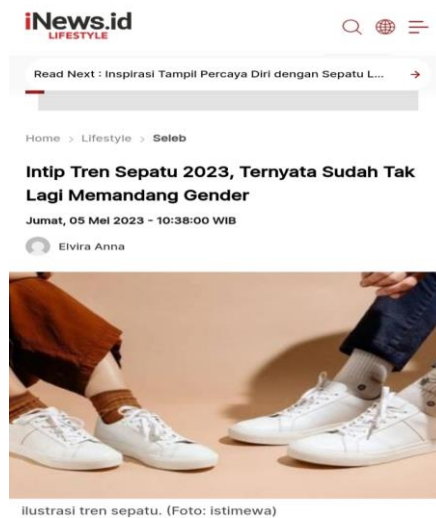 iNews.id
LIFESTYLE
Read Next : Inspirasi Tampil Percaya Diri dengan Sepatu L...
Home > Lifestyle > Seleb
Intip Tren Sepatu 2023, Ternyata Sudah Tak
Lagi Memandang Gender
Jumat, 05 Mei 2023 - 10:38:00 WIB
Elvira Anna
ilustrasi tren sepatu. (Foto: istimewa)